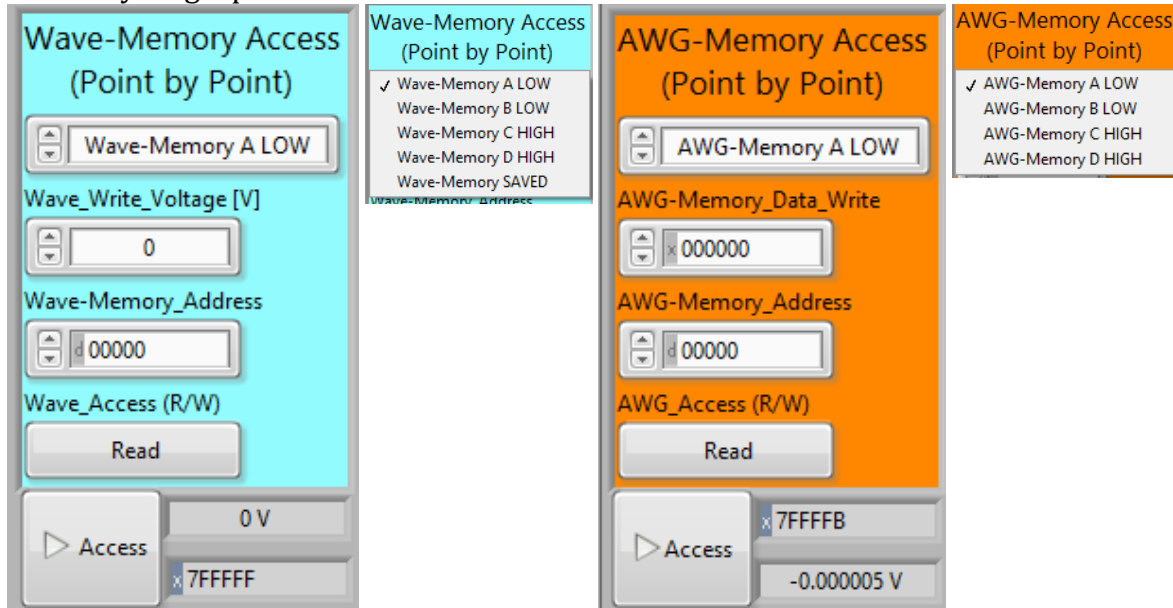 Wave-Memory Access
(Point by Point)
Wave-Memory A LOW
Wave_Write_Voltage [V]
0
Wave-Memory_Address
d 00000
Wave_Access (R/W)
Read
Access
0 V
x 7FFFFF
Wave-Memory Access
(Point by Point)
✓ Wave-Memory A LOW
Wave-Memory B LOW
Wave-Memory C HIGH
Wave-Memory D HIGH
Wave-Memory SAVED
Wave-Memory_Address
AWG-Memory Access
(Point by Point)
AWG-Memory A LOW
AWG-Memory_Data_Write
x 000000
AWG-Memory_Address
d 00000
AWG_Access (R/W)
Read
Access
x 7FFFFB
-0.000005 V
AWG-Memory Access
(Point by Point)
✓ AWG-Memory A LOW
AWG-Memory B LOW
AWG-Memory C HIGH
AWG-Memory D HIGH